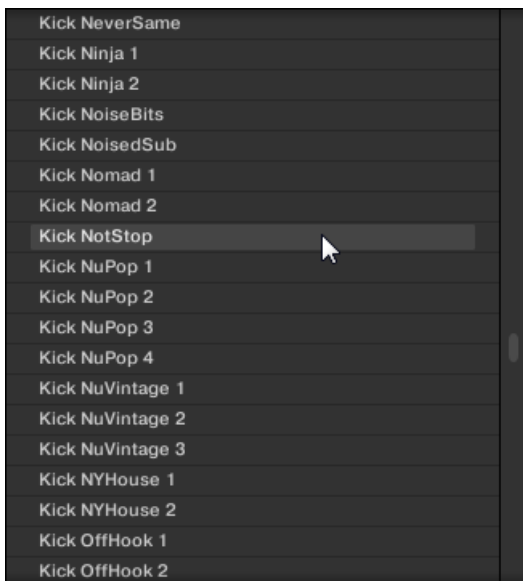 Kick NeverSame
Kick Ninja 1
Kick Ninja 2
Kick NoiseBits
Kick NoisedSub
Kick Nomad 1
Kick Nomad 2
Kick NotStop
Kick NuPop 1
Kick NuPop 2
Kick NuPop 3
Kick NuPop 4
Kick NuVintage 1
Kick NuVintage 2
Kick NuVintage 3
Kick NYHouse 1
Kick NYHouse 2
Kick OffHook 1
Kick OffHook 2